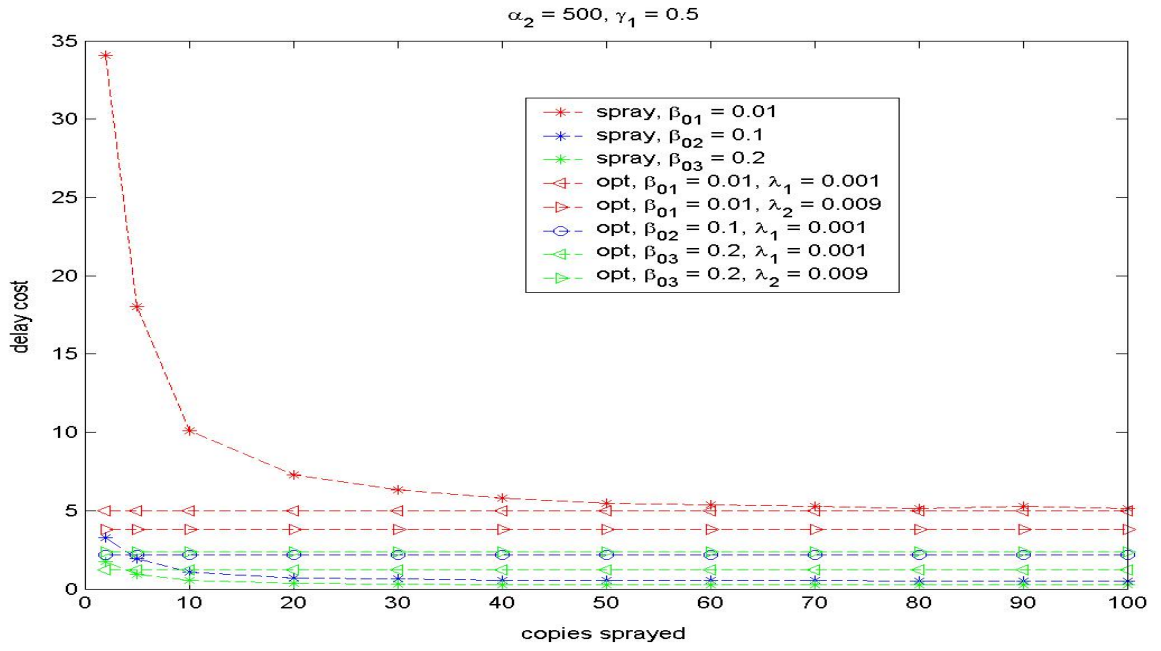 α₂ = 500, γ₁ = 0.5
35
30
25
20
15
10
5
0
delay cost
spray, β₀₁ = 0.01
spray, β₀₂ = 0.1
spray, β₀₃ = 0.2
opt, β₀₁ = 0.01, λ₁ = 0.001
opt, β₀₁ = 0.01, λ₂ = 0.009
opt, β₀₂ = 0.1, λ₁ = 0.001
opt, β₀₃ = 0.2, λ₁ = 0.001
opt, β₀₃ = 0.2, λ₂ = 0.009
0 10 20 30 40 50 60 70 80 90 100
copies sprayed